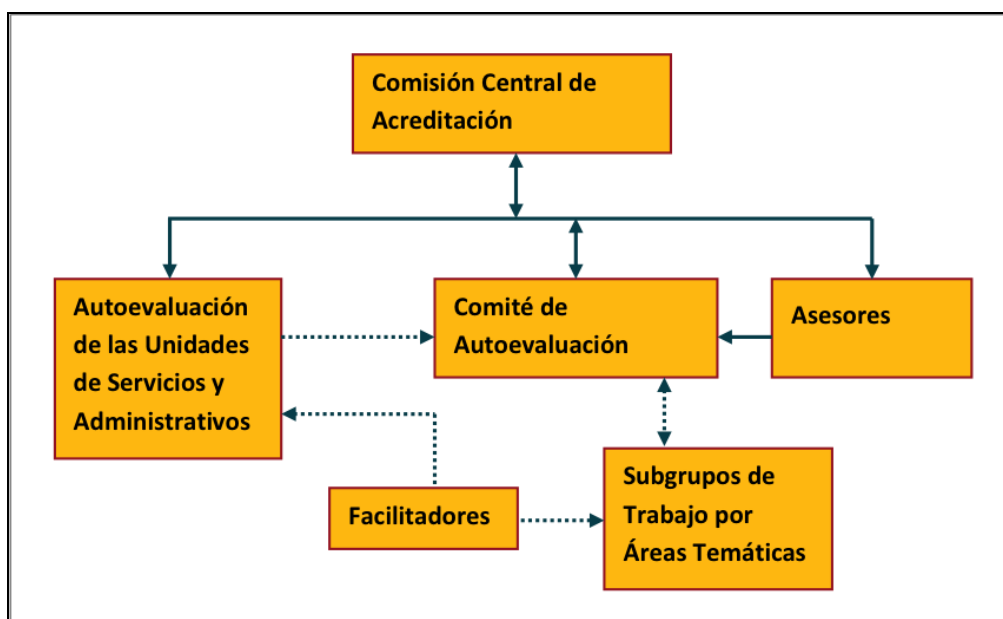 Comisión Central de
Acreditación
Autoevaluación
de las Unidades
de Servicios y
Administrativos
Comité de
Autoevaluación
Asesores
Facilitadores
Subgrupos de
Trabajo por
Áreas Temáticas